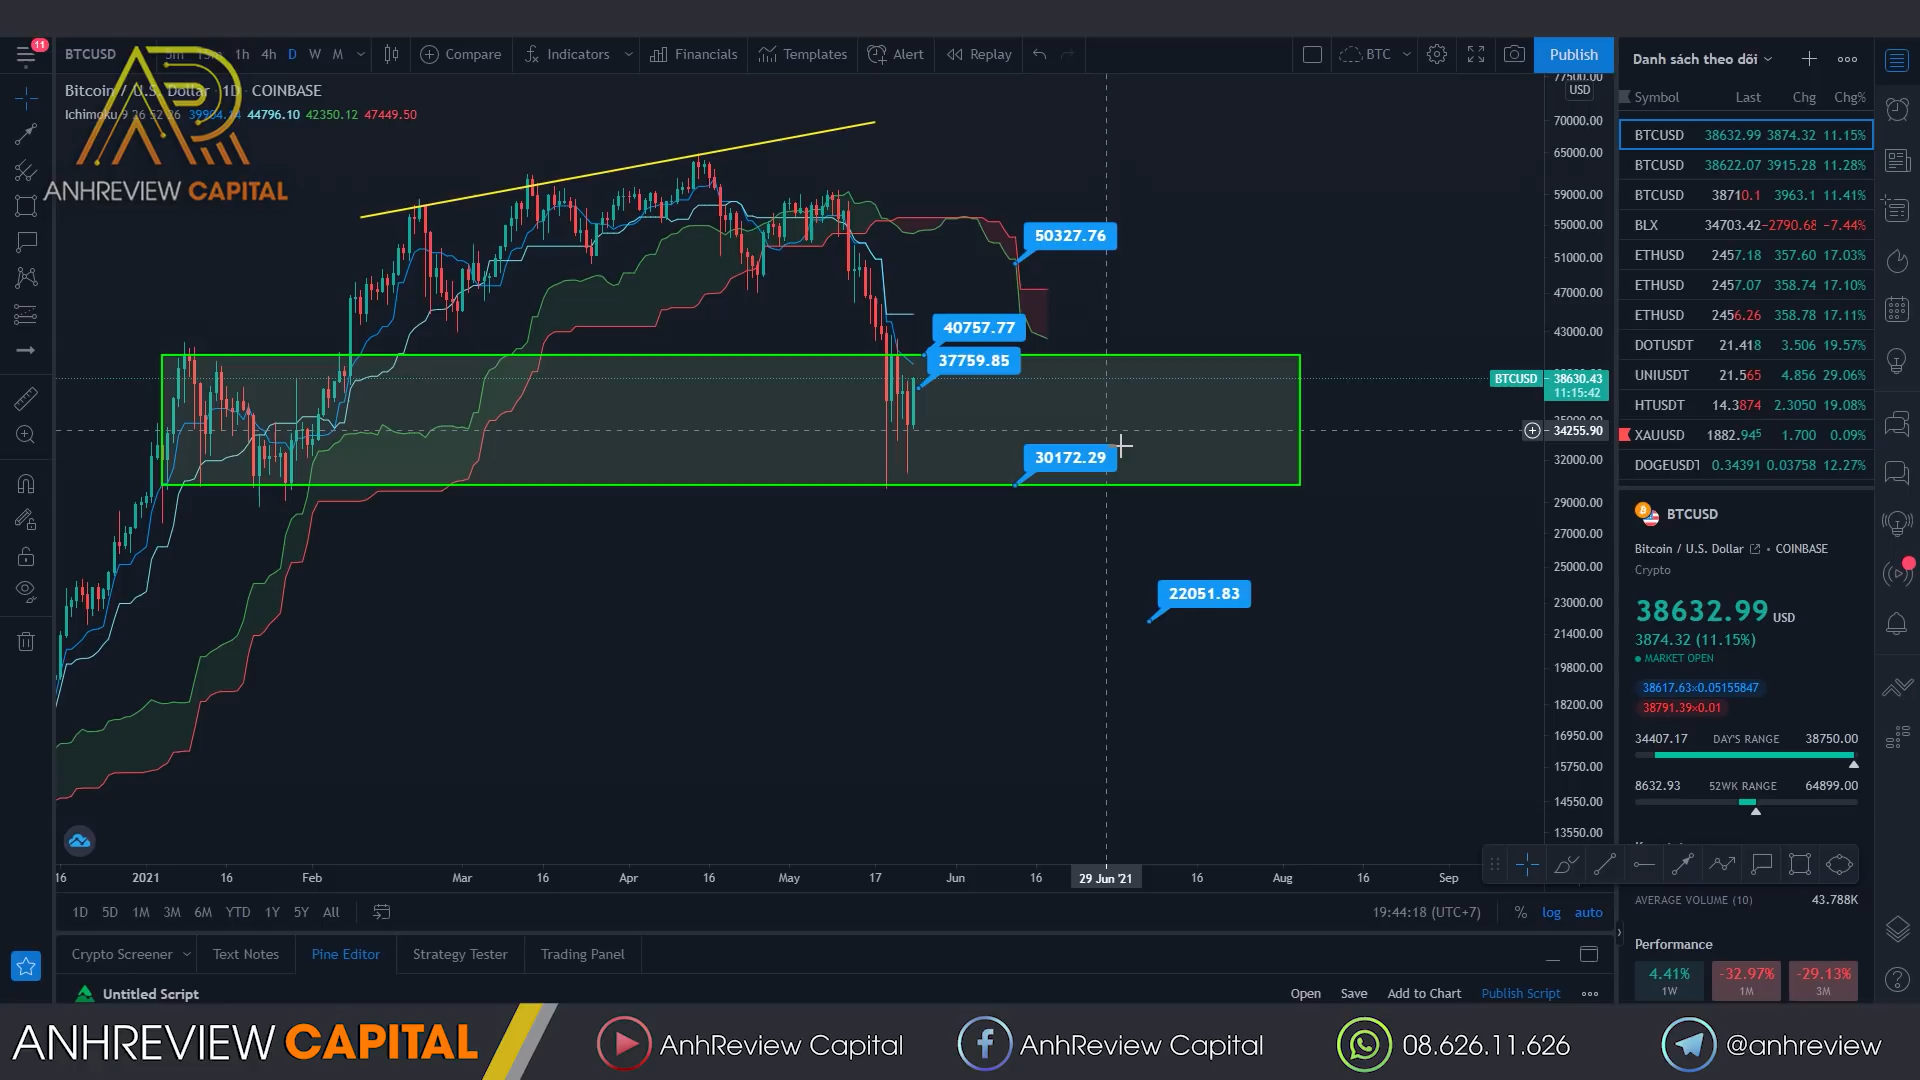 11
BTCUSD 1h 4h D W M Compare Indicators Financials Templates Alert Replay BTC Publish
Bitcoin / U.S. Dollar 1D COINBASE
Ichimoku 9 26 52 26 44796.10 42350.12 47449.50
ANHREVIEW CAPITAL
50327.76
40757.77
37759.85
30172.29
22051.83
77500.00
USD
70000.00
65000.00
59000.00
55000.00
51000.00
47000.00
43000.00
BTCUSD 38630.43
11:15:42
35000.00
34255.90
32000.00
29000.00
27000.00
25000.00
23000.00
21400.00
19800.00
18200.00
16950.00
15750.00
14550.00
13550.00
16 2021 16 Feb Mar 16 Apr 16 May 17 Jun 16 29 Jun '21 16 Aug 16 Sep
1D 5D 1M 3M 6M YTD 1Y 5Y All 19:44:18 (UTC+7) % log auto
Crypto Screener Text Notes Pine Editor Strategy Tester Trading Panel
Untitled Script Open Save Add to Chart Publish Script
Danh sách theo dõi
Symbol Last Chg Chg%
BTCUSD 38632.99 3874.32 11.15%
BTCUSD 38622.07 3915.28 11.28%
BTCUSD 38710.1 3963.1 11.41%
BLX 34703.42 -2790.68 -7.44%
ETHUSD 2457.18 357.60 17.03%
ETHUSD 2457.07 358.74 17.10%
ETHUSD 2456.26 358.78 17.11%
DOTUSDT 21.418 3.506 19.57%
UNIUSDT 21.565 4.856 29.06%
HTUSDT 14.3874 2.3050 19.08%
XAUUSD 1882.945 1.700 0.09%
DOGEUSDT 0.34391 0.03758 12.27%
BTCUSD
Bitcoin / U.S. Dollar • COINBASE
Crypto
38632.99 USD
3874.32 (11.15%)
MARKET OPEN
38617.63×0.05155847
38791.39×0.01
34407.17 DAY'S RANGE 38750.00
8632.93 52WK RANGE 64899.00
AVERAGE VOLUME (10) 43.788K
Performance
4.41% -32.97% -29.13%
1W 1M 3M
ANHREVIEW CAPITAL AnhReview Capital AnhReview Capital 08.626.11.626 @anhreview